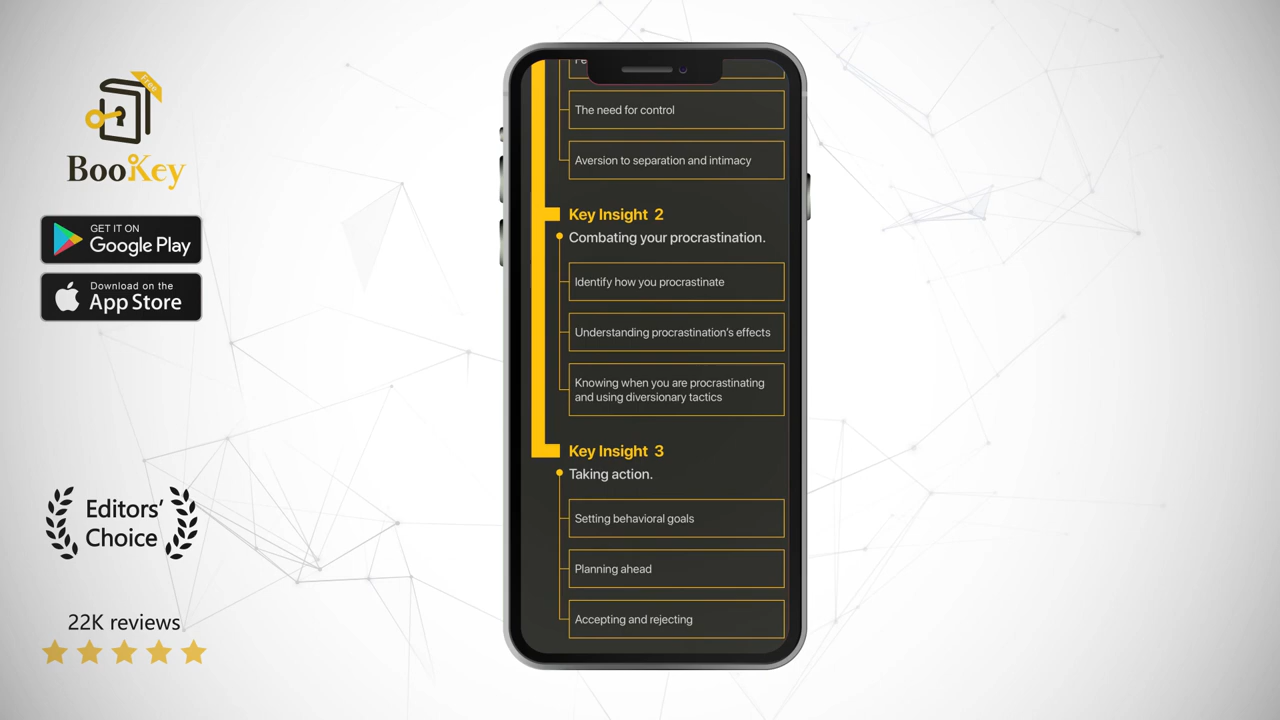 Free
BooKey
GET IT ON
Google Play
Download on the
App Store
Editors'
Choice
22K reviews
The need for control
Aversion to separation and intimacy
Key Insight 2
Combating your procrastination.
Identify how you procrastinate
Understanding procrastination's effects
Knowing when you are procrastinating
and using diversionary tactics
Key Insight 3
Taking action.
Setting behavioral goals
Planning ahead
Accepting and rejecting